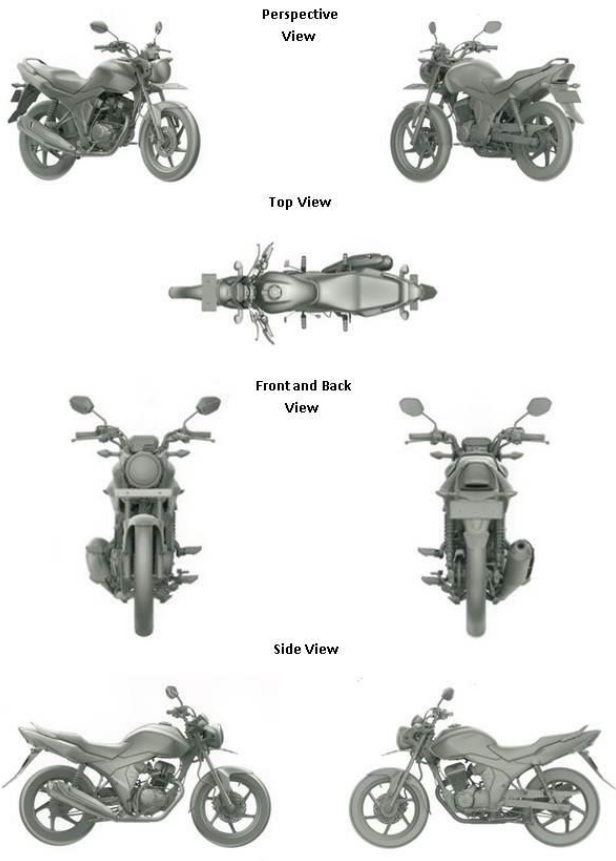 Perspective
View
Top View
Front and Back
View
Side View